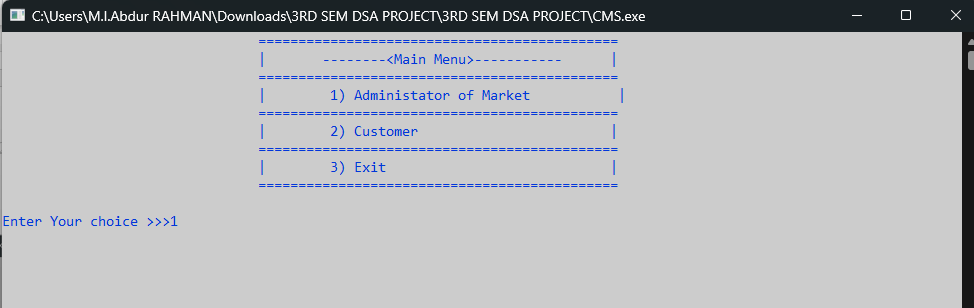 C:\Users\M.I.Abdur RAHMAN\Downloads\3RD SEM DSA PROJECT\3RD SEM DSA PROJECT\CMS.exe
=============================================
|       --------<Main Menu>-----------      |
=============================================
|        1) Administator of Market           |
=============================================
|        2) Customer                        |
=============================================
|        3) Exit                            |
=============================================
Enter Your choice >>>1